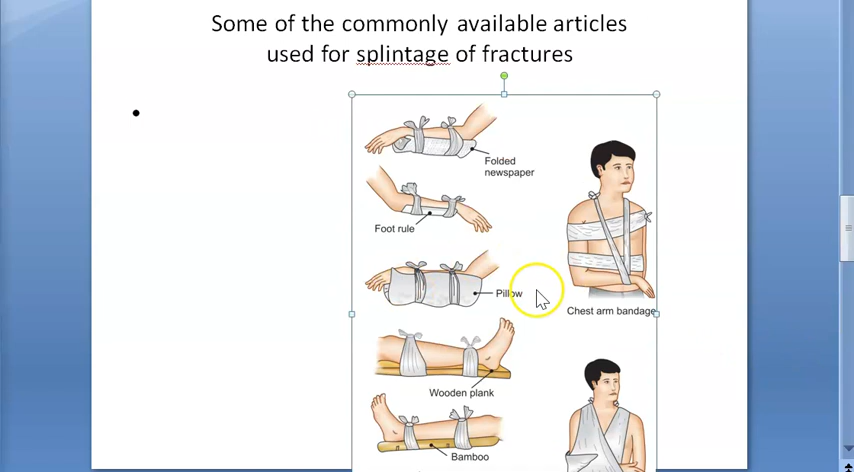 Some of the commonly available articles
used for splintage of fractures
Folded
newspaper
Foot rule
Pillow
Chest arm bandage
Wooden plank
Bamboo